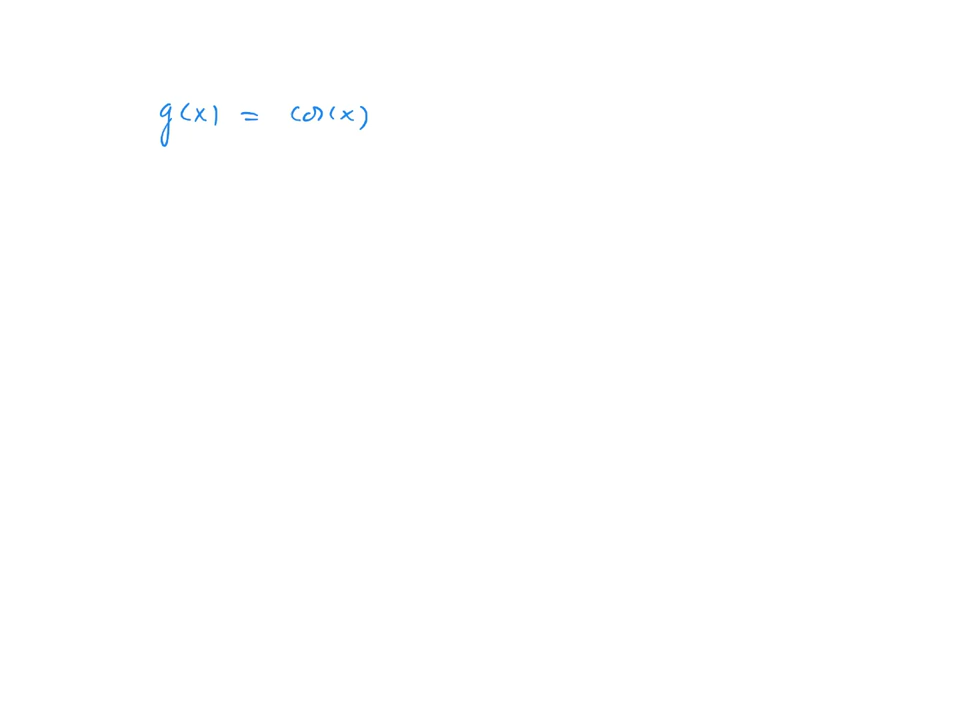 g(x) = cos(x)